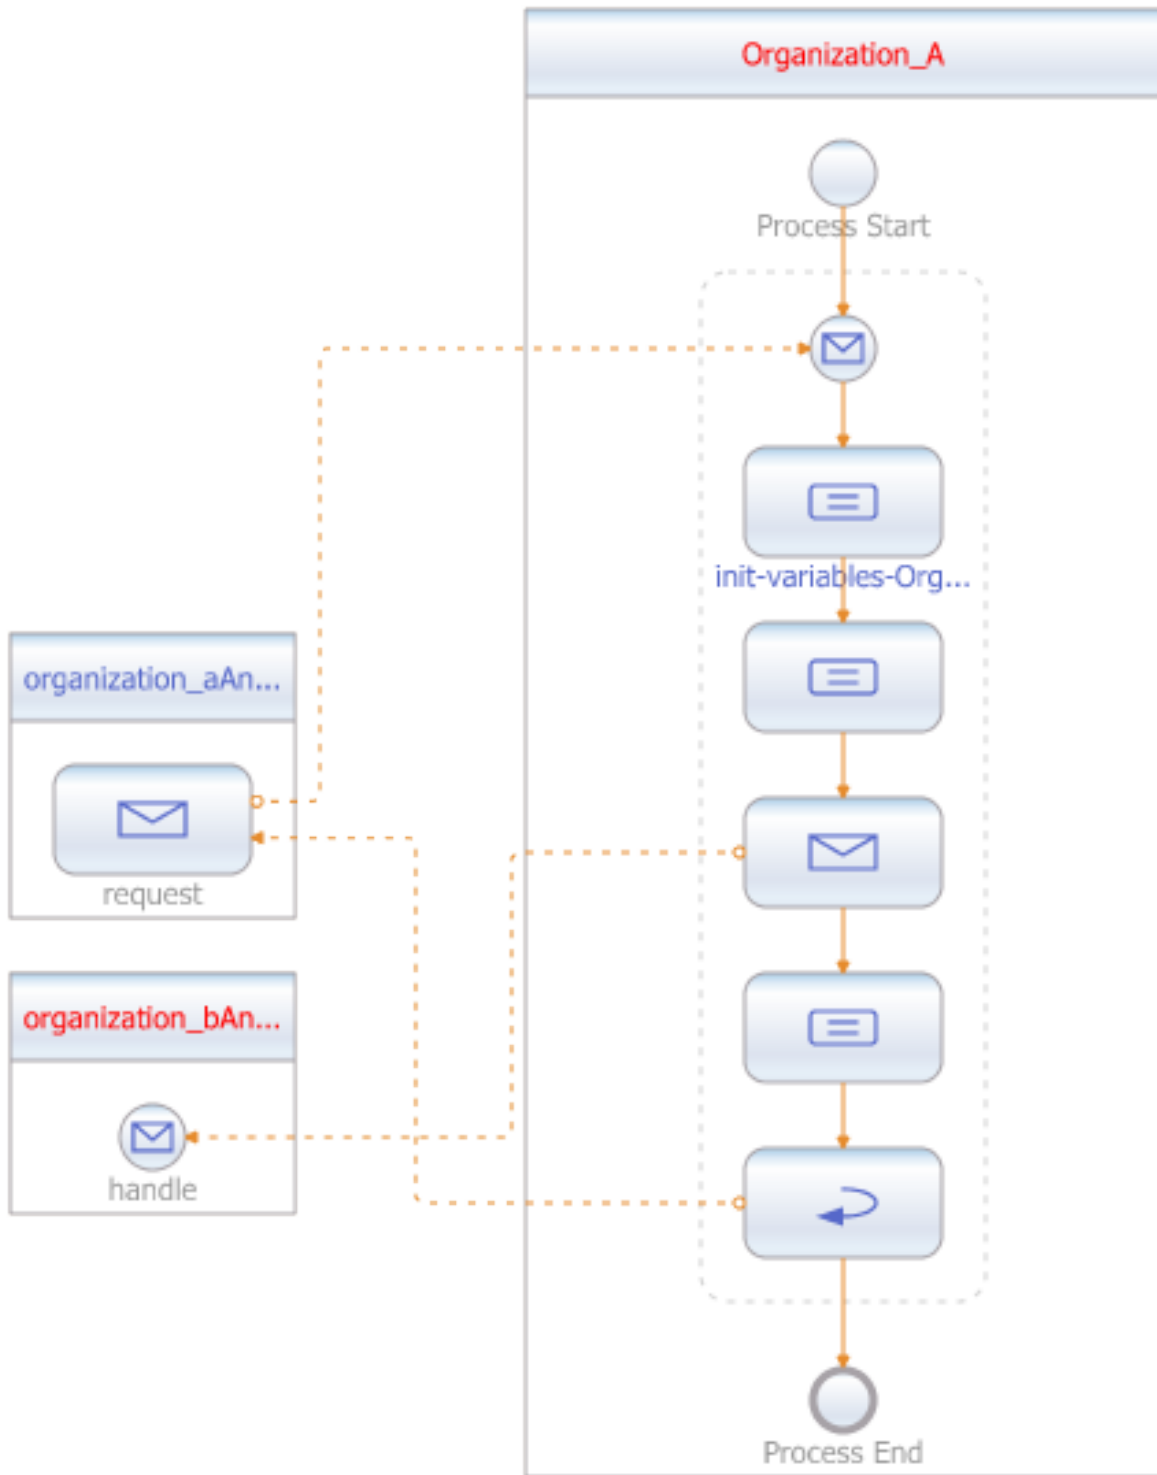 Organization_A
Process Start
init-variables-Org...
organization_aAn...
request
organization_bAn...
handle
Process End